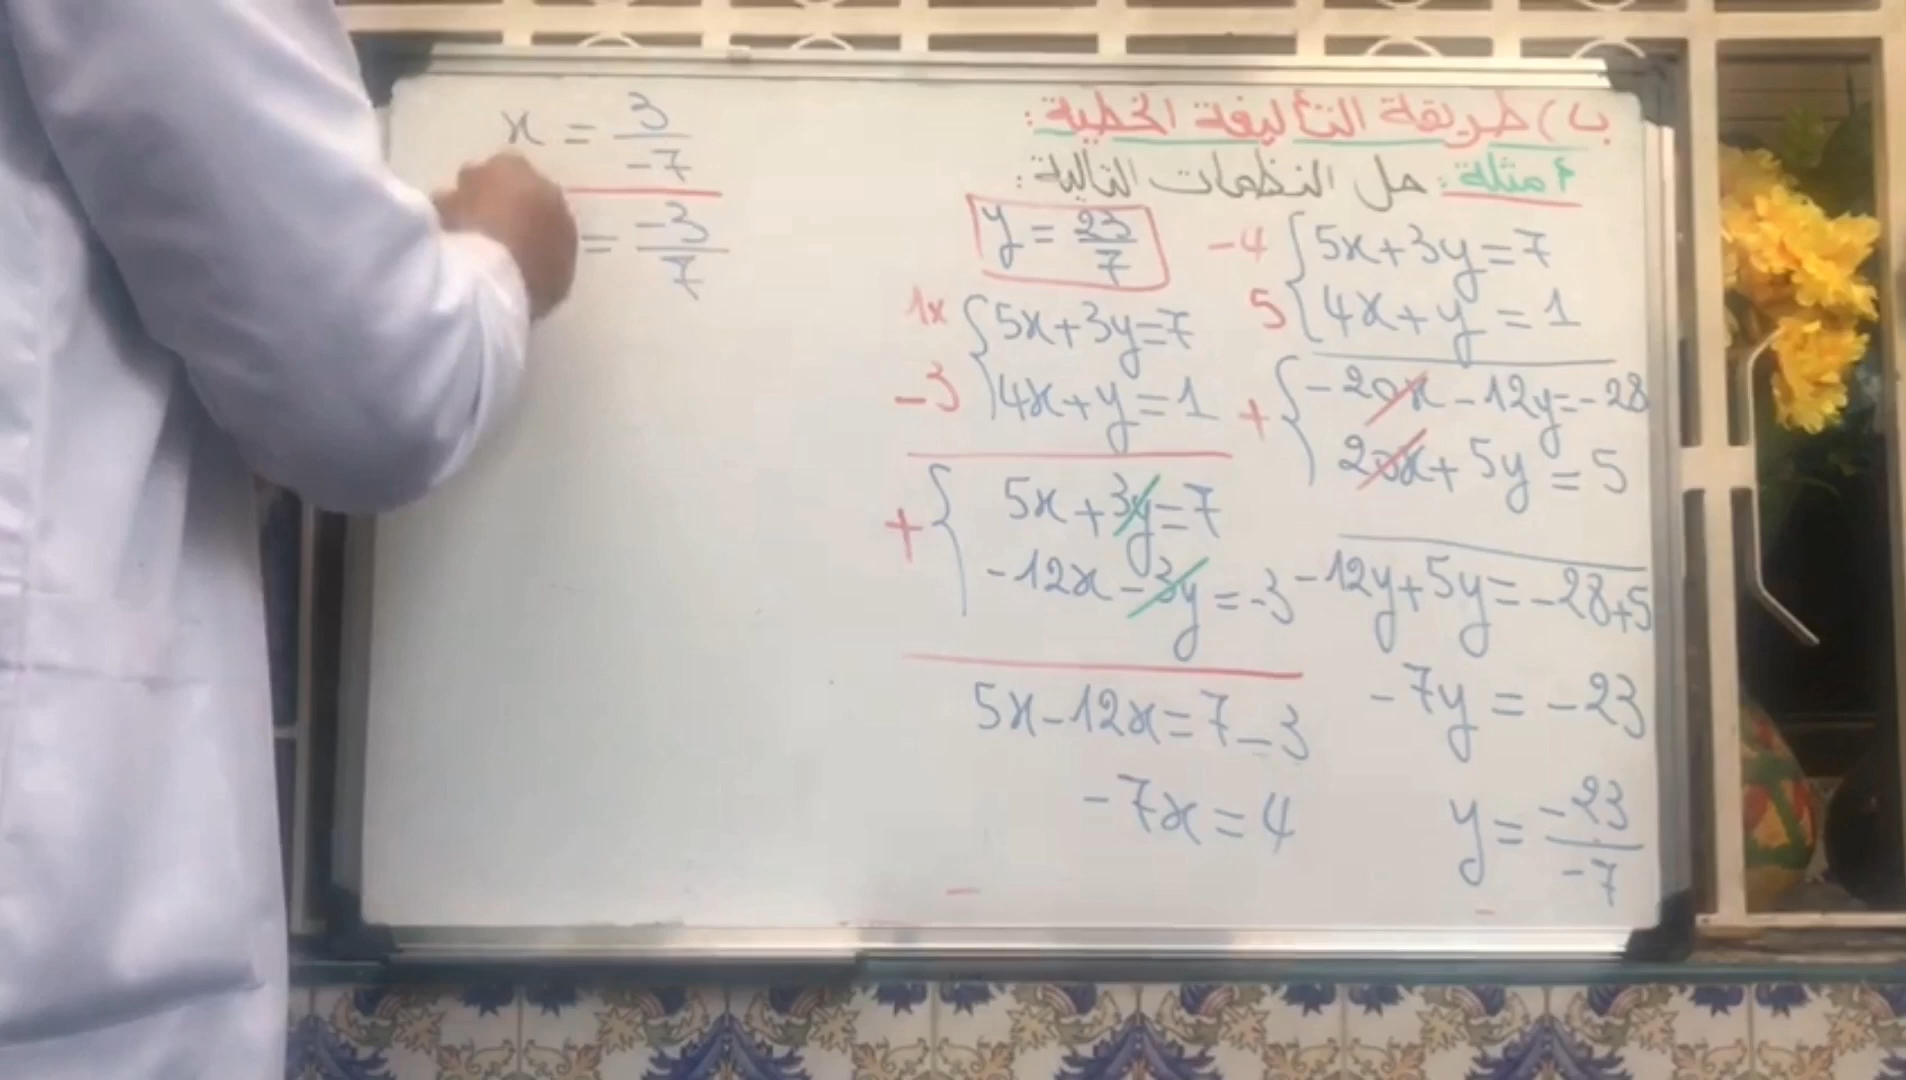 ب) طريقة التأليفة الخطية:
أمثلة: حل النظمات التالية:
-4 { 5x+3y=7
5 { 4x+y=1
+ { -20x-12y=-28
20x+5y=5
-12y+5y=-28+5
-7y=-23
y=-23/-7
y=23/7
1x { 5x+3y=7
-3 { 4x+y=1
+ { 5x+3y=7
-12x-3y=-3
5x-12x=7-3
-7x=4
x=3/-7
=-3/7